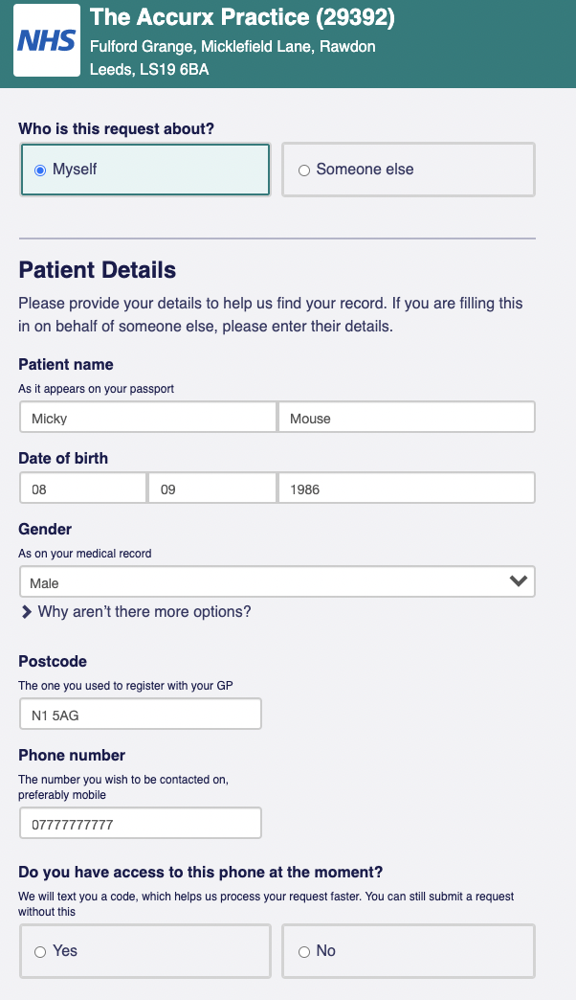 NHS
The Accurx Practice (29392)
Fulford Grange, Micklefield Lane, Rawdon
Leeds, LS19 6BA
Who is this request about?
Myself
Someone else
Patient Details
Please provide your details to help us find your record. If you are filling this
in on behalf of someone else, please enter their details.
Patient name
As it appears on your passport
Micky Mouse
Date of birth
08 09 1986
Gender
As on your medical record
Male
Why aren't there more options?
Postcode
The one you used to register with your GP
N1 5AG
Phone number
The number you wish to be contacted on,
preferably mobile
07777777777
Do you have access to this phone at the moment?
We will text you a code, which helps us process your request faster. You can still submit a request
without this
Yes
No